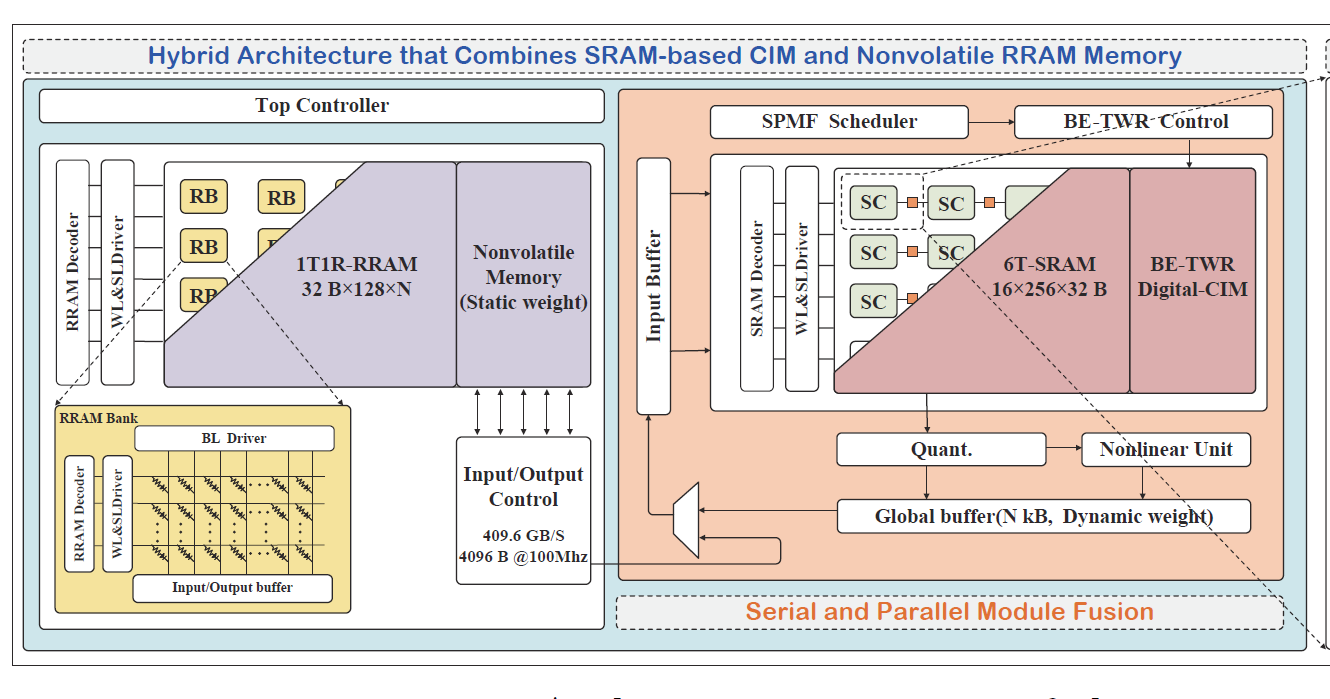 Hybrid Architecture that Combines SRAM-based CIM and Nonvolatile RRAM Memory
Top Controller
RRAM Decoder
WL&SLDriver
RB
RB
RB
RB
RB
1T1R-RRAM
32 B×128×N
Nonvolatile
Memory
(Static weight)
RRAM Bank
BL Driver
RRAM Decoder
WL&SLDriver
Input/Output buffer
Input/Output
Control
409.6 GB/S
4096 B @100Mhz
SPMF Scheduler
BE-TWR Control
Input Buffer
SRAM Decoder
WL&SLDriver
SC
SC
SC
SC
SC
6T-SRAM
16×256×32 B
BE-TWR
Digital-CIM
Quant.
Nonlinear Unit
Global buffer(N kB, Dynamic weight)
Serial and Parallel Module Fusion